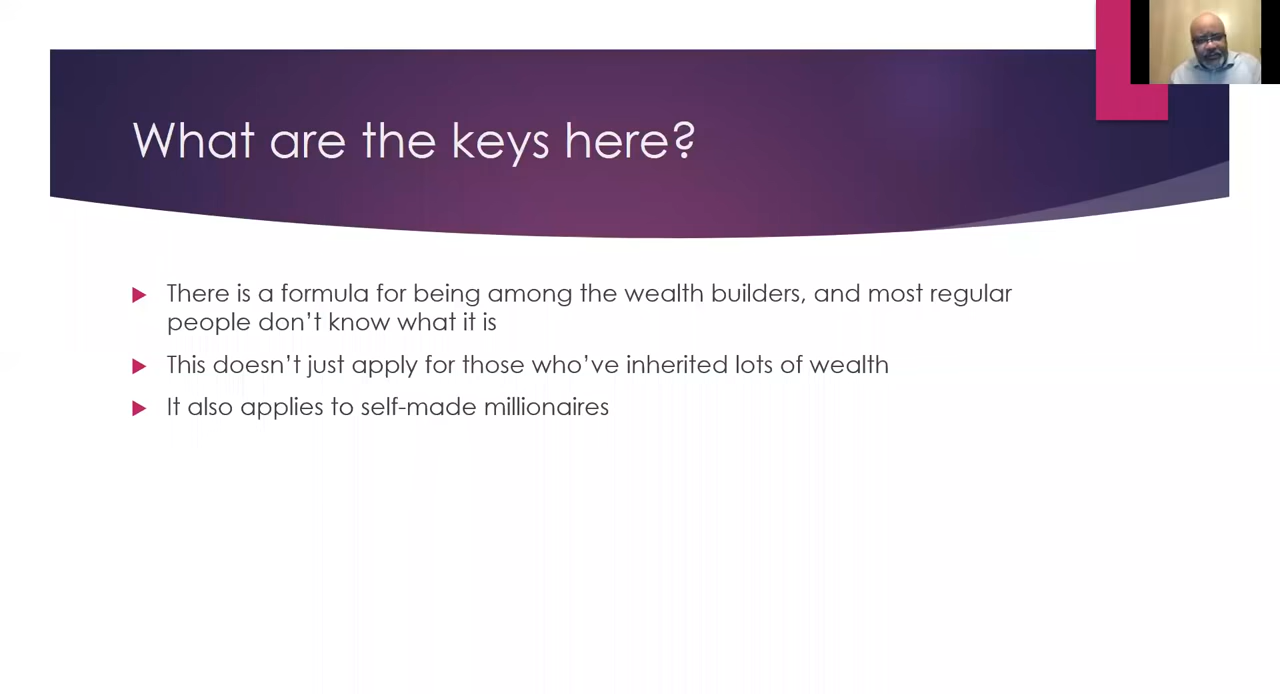 What are the keys here?
There is a formula for being among the wealth builders, and most regular
people don’t know what it is
This doesn’t just apply for those who’ve inherited lots of wealth
It also applies to self-made millionaires